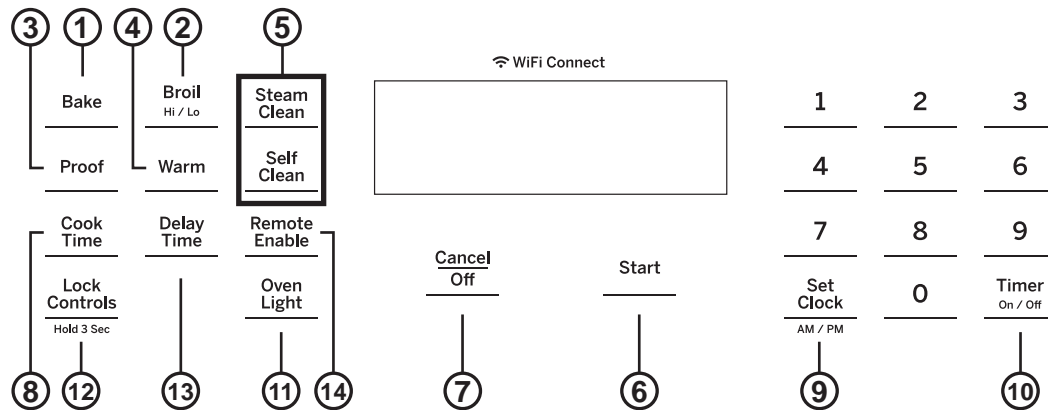 3 1 4 2 5
WiFi Connect
Bake
Broil
Hi / Lo
Steam
Clean
1 2 3
Proof
Warm
Self
Clean
4 5 6
Cook
Time
Delay
Time
Remote
Enable
7 8 9
Cancel
Off
Start
Lock
Controls
Hold 3 Sec
Oven
Light
Set
Clock
AM / PM
0
Timer
On / Off
8 12 13 11 14 7 6 9 10